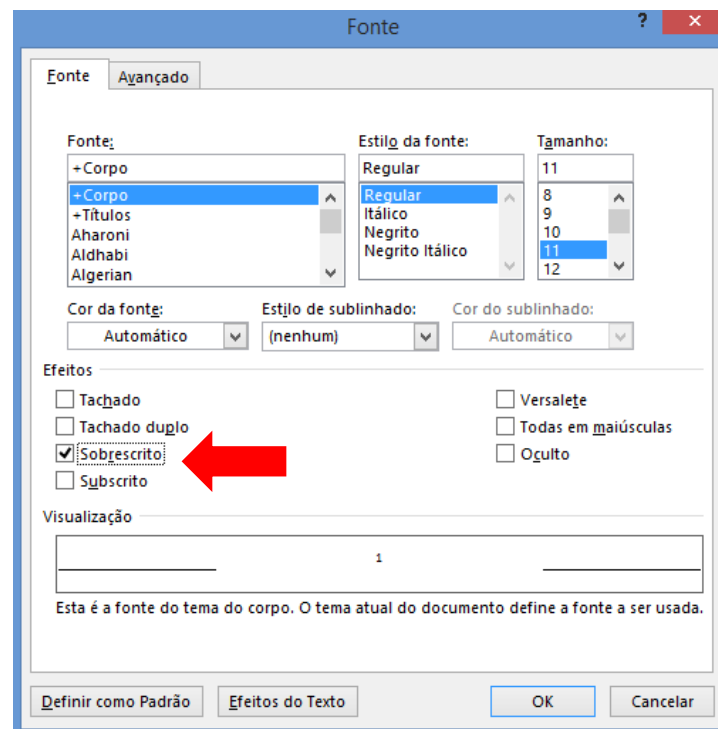 Fonte ? ×
Fonte Avançado
Fonte: Estilo da fonte: Tamanho:
+Corpo Regular 11
+Corpo Regular 8
+Títulos Itálico 9
Aharoni Negrito 10
Aldhabi Negrito Itálico 11
Algerian 12
Cor da fonte: Estilo de sublinhado: Cor do sublinhado:
Automático (nenhum) Automático
Efeitos
Tachado Versalete
Tachado duplo Todas em maiúsculas
Sobrescrito Oculto
Subscrito
Visualização
1
Esta é a fonte do tema do corpo. O tema atual do documento define a fonte a ser usada.
Definir como Padrão Efeitos do Texto OK Cancelar